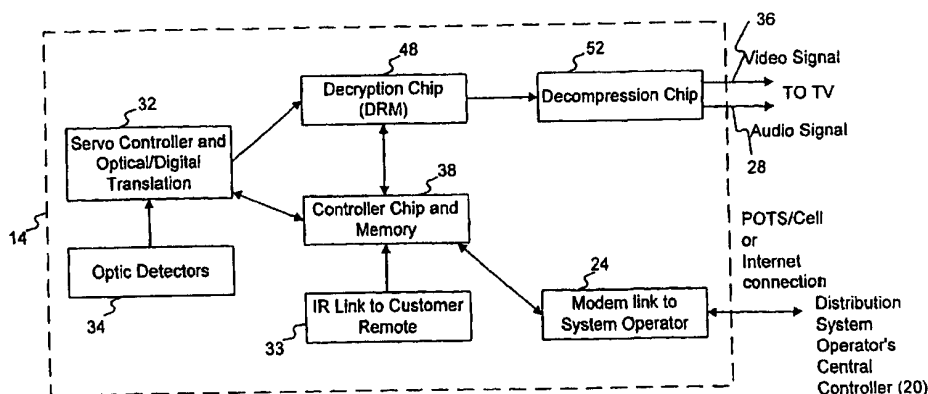 36
48
52
Video Signal
Decryption Chip
(DRM)
Decompression Chip
TO TV
32
Servo Controller and
Optical/Digital
Translation
Audio Signal
28
38
Controller Chip and
Memory
14
POTS/Cell
or
Internet
connection
Optic Detectors
34
24
IR Link to Customer
Remote
33
Modem link to
System Operator
Distribution
System
Operator's
Central
Controller (20)